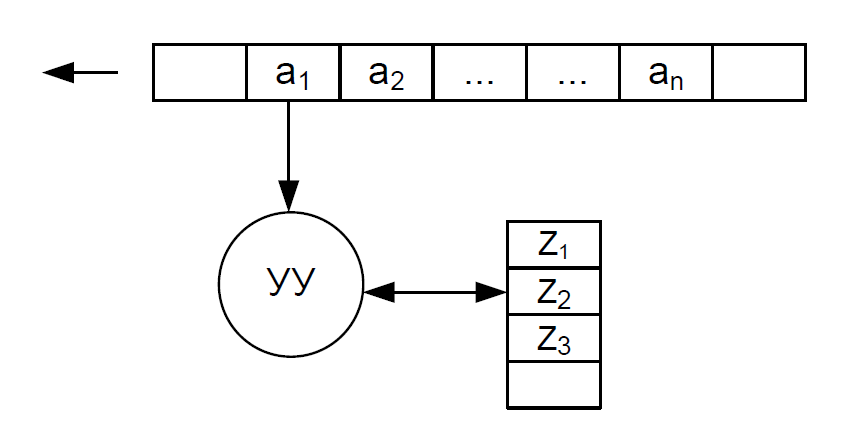 a₁ a₂ ... ... aₙ
УУ
Z₁
Z₂
Z₃